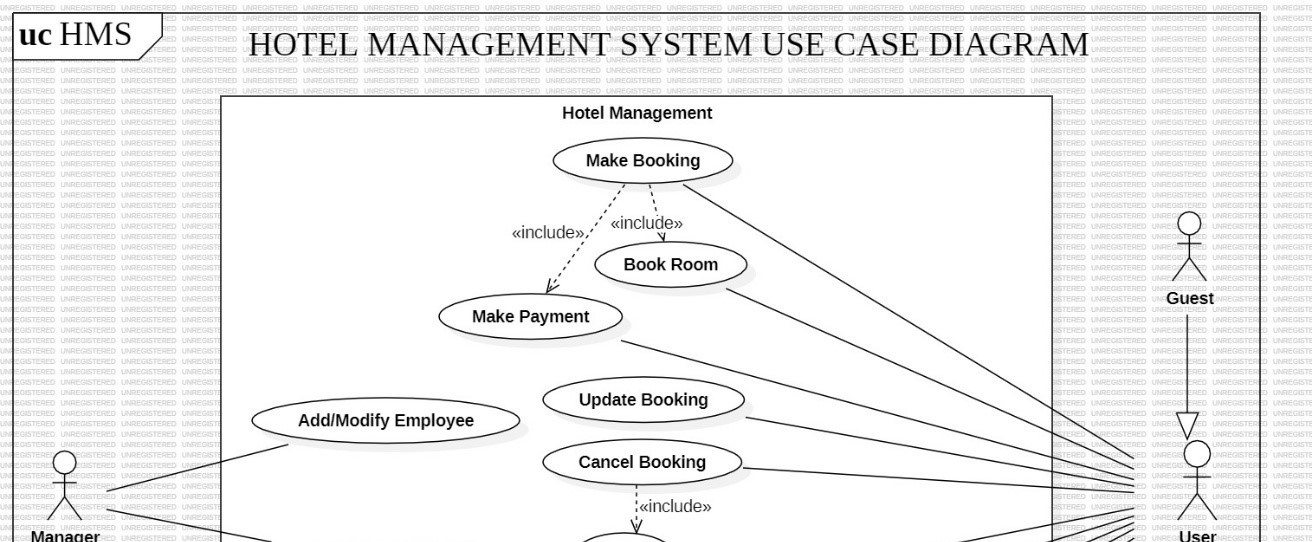 uc HMS
HOTEL MANAGEMENT SYSTEM USE CASE DIAGRAM
Hotel Management
Make Booking
«include»
«include»
Book Room
Guest
Make Payment
Update Booking
Add/Modify Employee
Cancel Booking
«include»
Manager
User